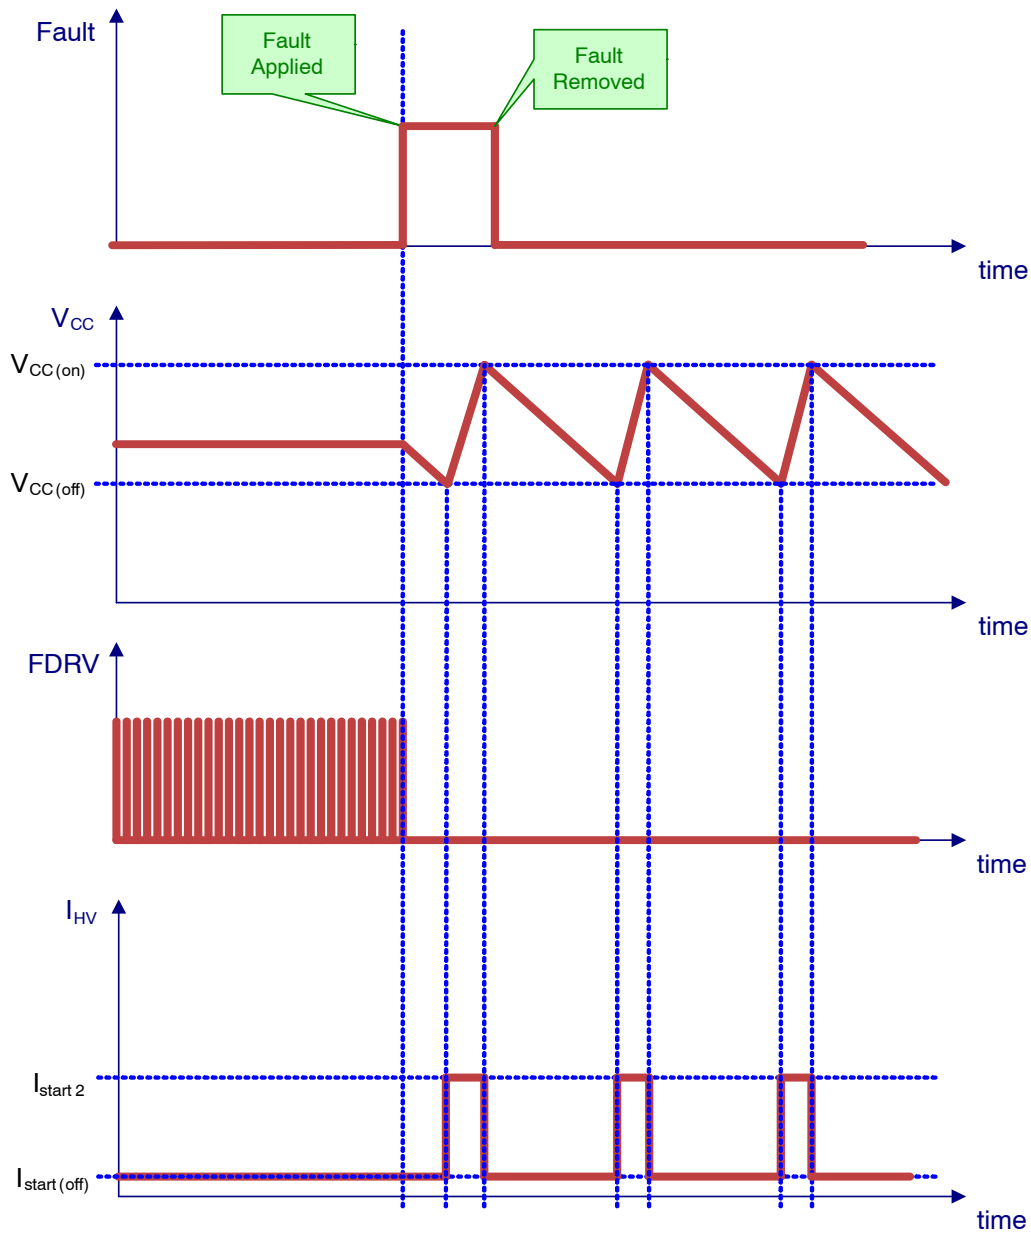 Fault
Fault
Applied
Fault
Removed
time
VCC
VCC (on)
VCC (off)
time
FDRV
time
IHV
Istart 2
Istart (off)
time